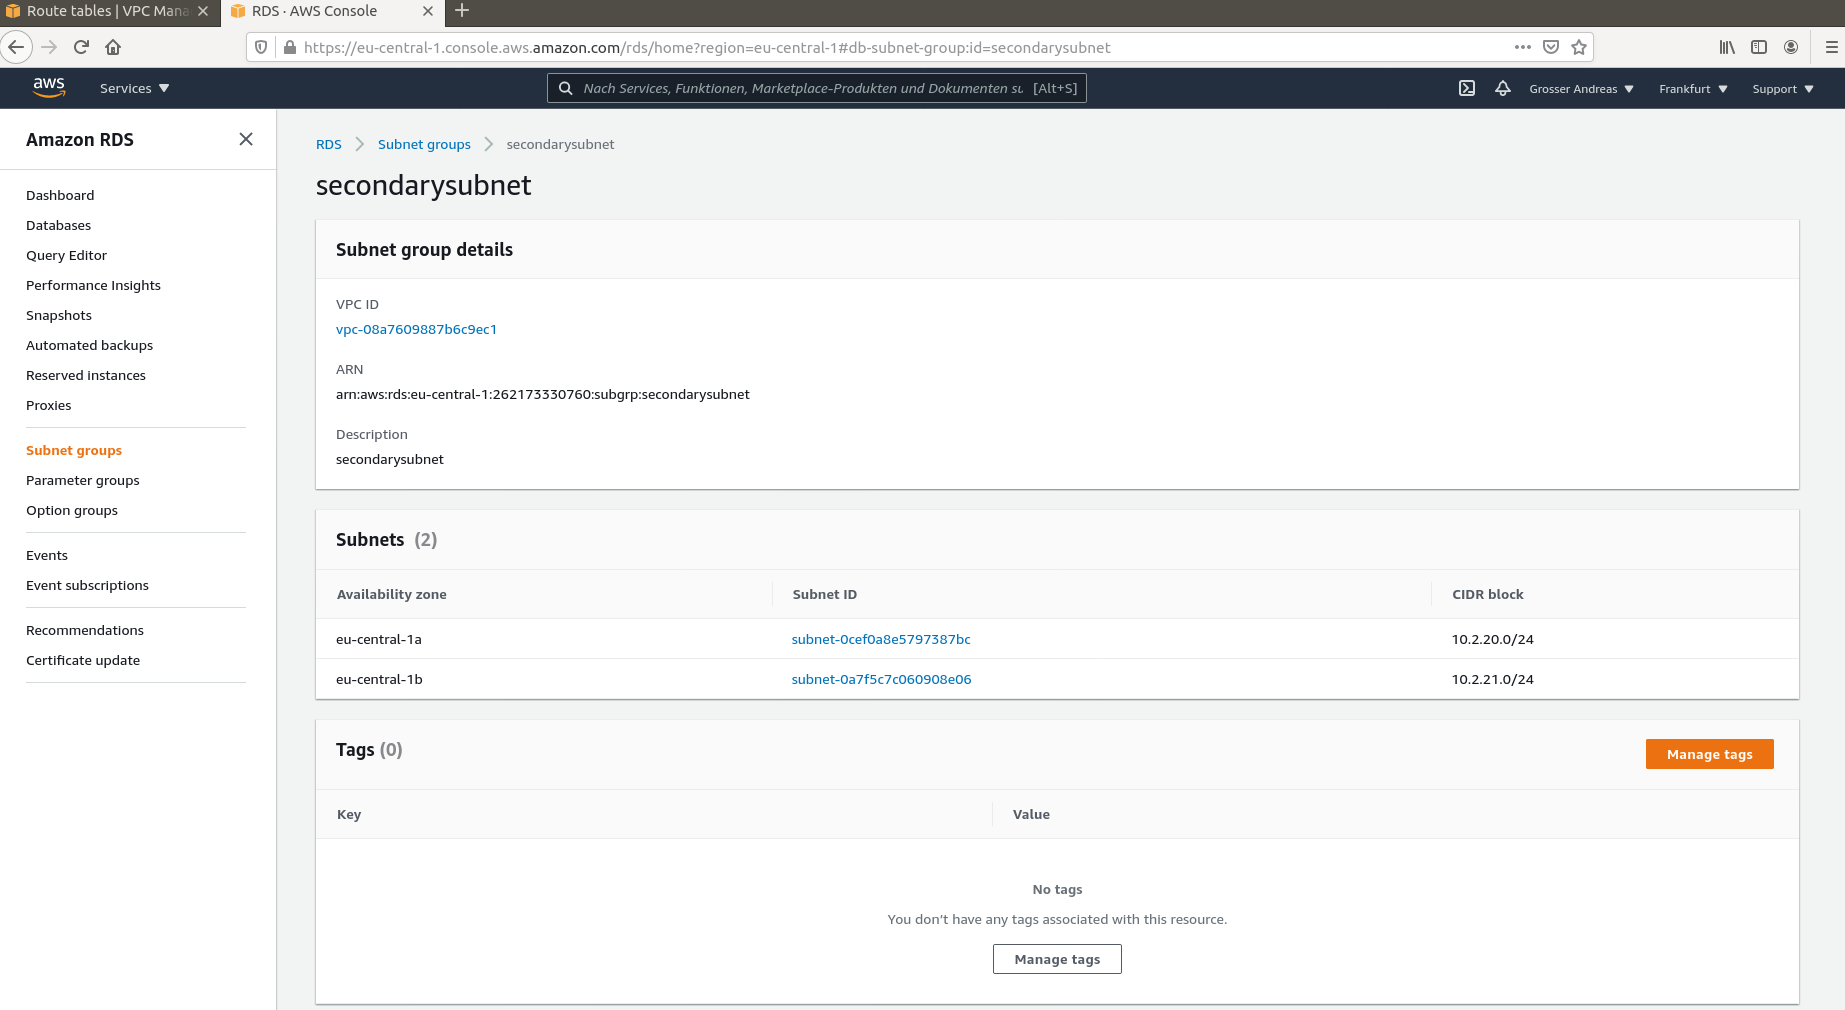 Route tables | VPC Mana
RDS · AWS Console
https://eu-central-1.console.aws.amazon.com/rds/home?region=eu-central-1#db-subnet-group:id=secondarysubnet
aws
Services
Nach Services, Funktionen, Marketplace-Produkten und Dokumenten su [Alt+S]
Grosser Andreas
Frankfurt
Support
Amazon RDS
Dashboard
Databases
Query Editor
Performance Insights
Snapshots
Automated backups
Reserved instances
Proxies
Subnet groups
Parameter groups
Option groups
Events
Event subscriptions
Recommendations
Certificate update
RDS > Subnet groups > secondarysubnet
secondarysubnet
Subnet group details
VPC ID
vpc-08a7609887b6c9ec1
ARN
arn:aws:rds:eu-central-1:262173330760:subgrp:secondarysubnet
Description
secondarysubnet
Subnets (2)
Availability zone Subnet ID CIDR block
eu-central-1a subnet-0cef0a8e5797387bc 10.2.20.0/24
eu-central-1b subnet-0a7f5c7c060908e06 10.2.21.0/24
Tags (0)
Manage tags
Key Value
No tags
You don't have any tags associated with this resource.
Manage tags